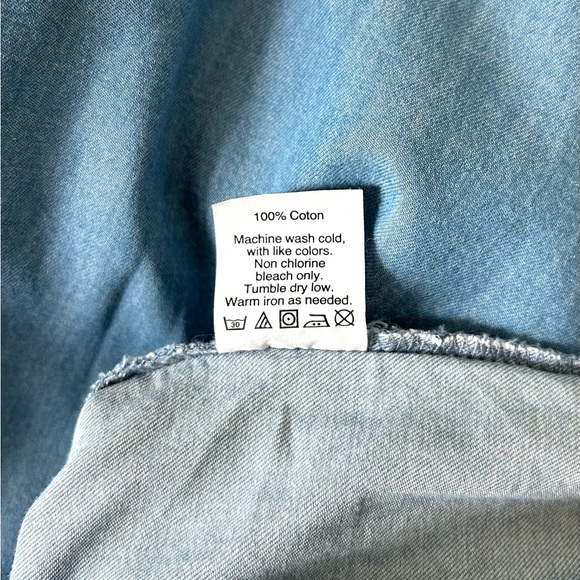 100% Coton
Machine wash cold,
with like colors.
Non chlorine
bleach only.
Tumble dry low.
Warm iron as needed.
30